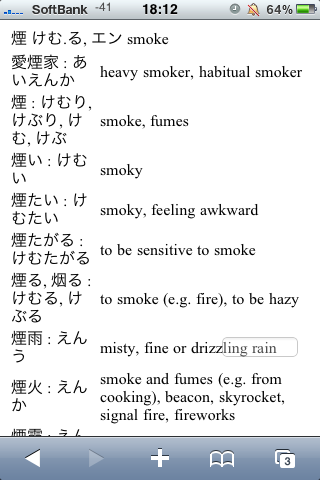 SoftBank -41 18:12 64%
煙 けむ.る, エン smoke
愛煙家 : あ
いえんか
heavy smoker, habitual smoker
煙 : けむり,
けぶり, け
む, けぶ
smoke, fumes
煙い : けむ
い
smoky
煙たい : け
むたい
smoky, feeling awkward
煙たがる :
けむたがる
to be sensitive to smoke
煙る, 烟る :
けむる, け
ぶる
to smoke (e.g. fire), to be hazy
煙雨 : えん
う
misty, fine or drizzling rain
煙火 : えん
か
smoke and fumes (e.g. from
cooking), beacon, skyrocket,
signal fire, fireworks
3